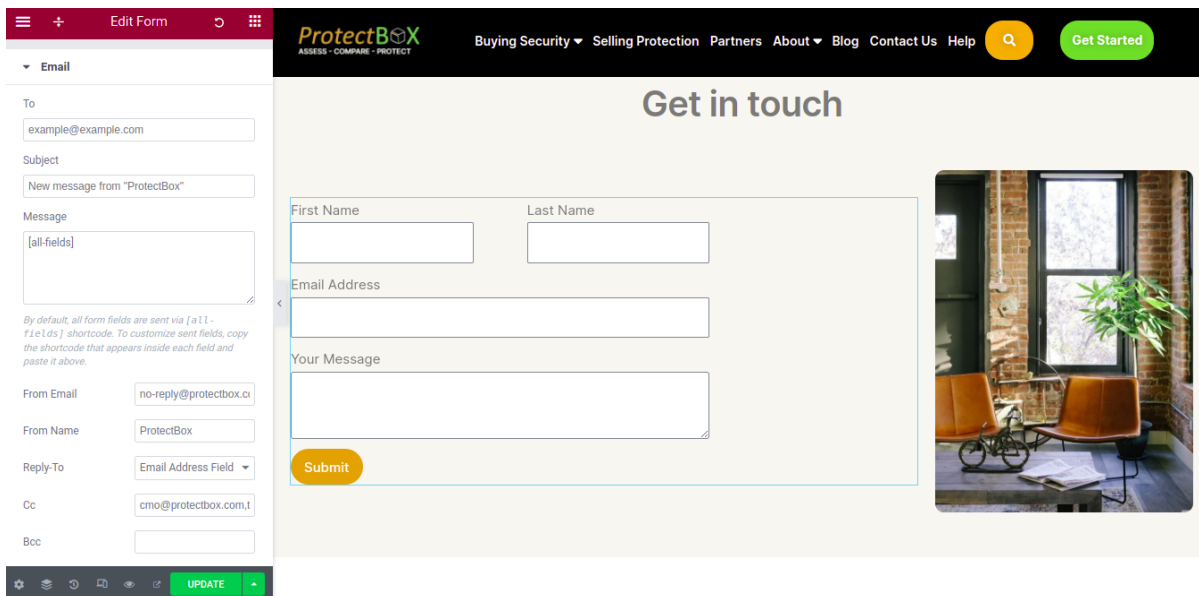 Edit Form
Email
To
example@example.com
Subject
New message from "ProtectBox"
Message
[all-fields]
By default, all form fields are sent via [all-
fields] shortcode. To customize sent fields, copy
the shortcode that appears inside each field and
paste it above.
From Email
no-reply@protectbox.c
From Name
ProtectBox
Reply-To
Email Address Field
Cc
cmo@protectbox.com,t
Bcc
UPDATE
ProtectBOX
ASSESS - COMPARE - PROTECT
Buying Security Selling Protection Partners About Blog Contact Us Help
Get Started
Get in touch
First Name
Last Name
Email Address
Your Message
Submit